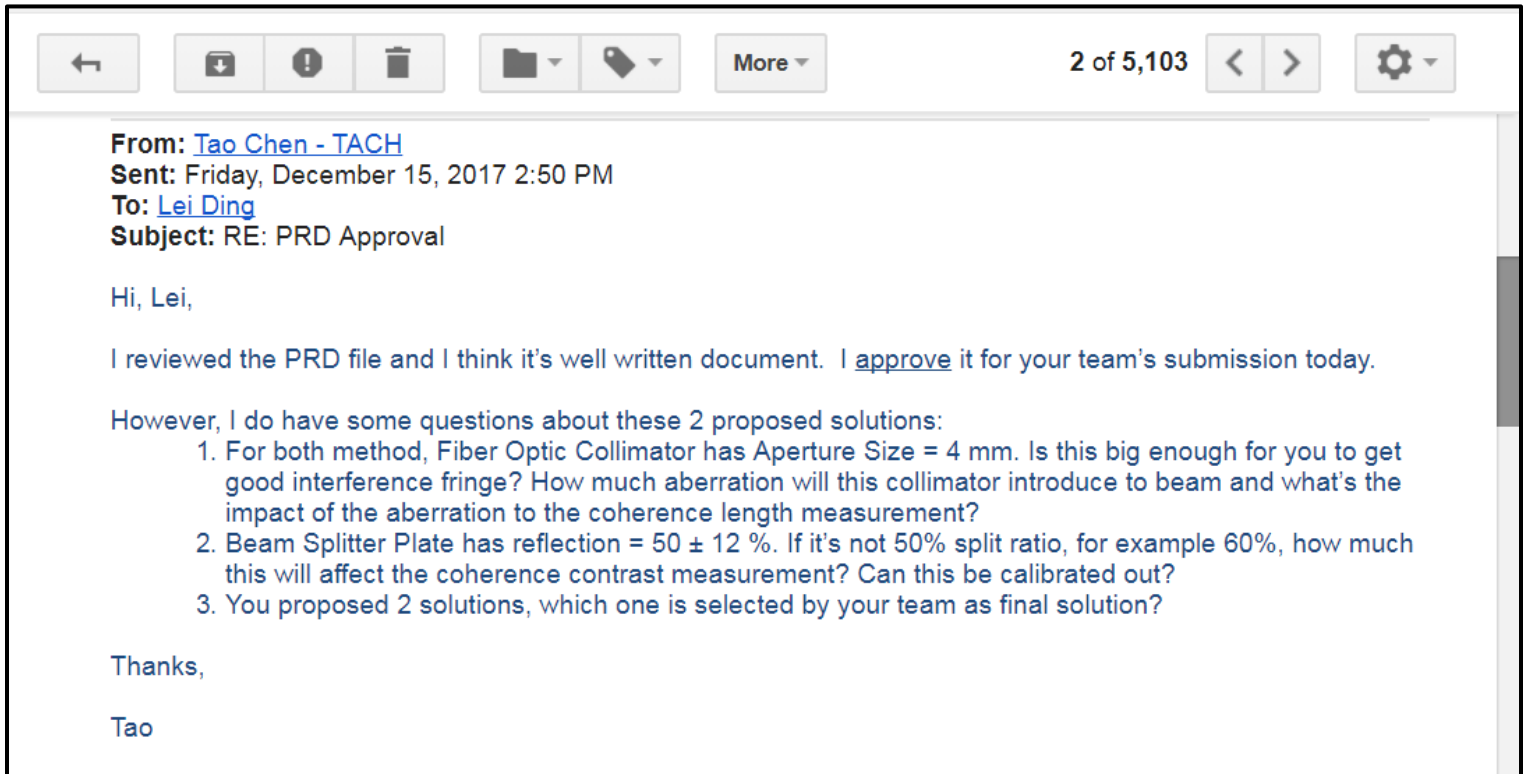 More
2 of 5,103
From: Tao Chen - TACH
Sent: Friday, December 15, 2017 2:50 PM
To: Lei Ding
Subject: RE: PRD Approval
Hi, Lei,
I reviewed the PRD file and I think it's well written document.  I approve it for your team's submission today.
However, I do have some questions about these 2 proposed solutions:
1. For both method, Fiber Optic Collimator has Aperture Size = 4 mm. Is this big enough for you to get
good interference fringe? How much aberration will this collimator introduce to beam and what's the
impact of the aberration to the coherence length measurement?
2. Beam Splitter Plate has reflection = 50 ± 12 %. If it's not 50% split ratio, for example 60%, how much
this will affect the coherence contrast measurement? Can this be calibrated out?
3. You proposed 2 solutions, which one is selected by your team as final solution?
Thanks,
Tao